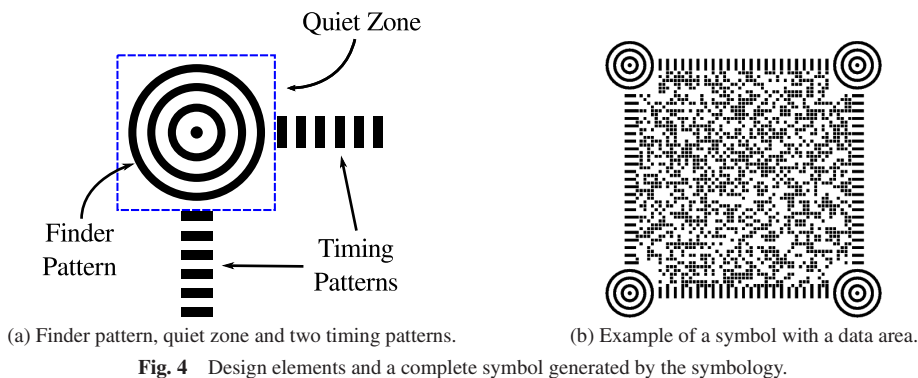 Quiet Zone
Finder
Pattern
Timing
Patterns
(a) Finder pattern, quiet zone and two timing patterns.
(b) Example of a symbol with a data area.
Fig. 4 Design elements and a complete symbol generated by the symbology.